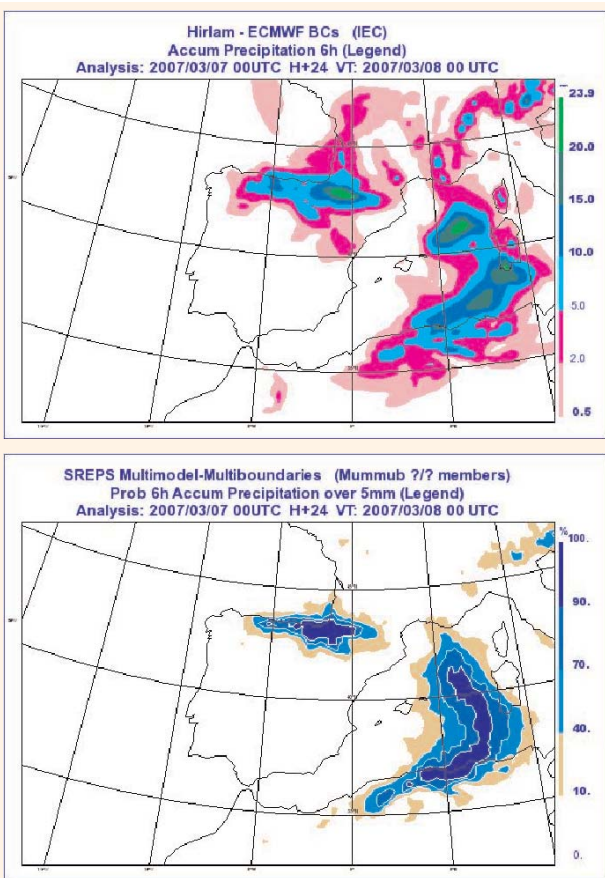 Hirlam - ECMWF BCs (IEC)
Accum Precipitation 6h (Legend)
Analysis: 2007/03/07 00UTC H+24 VT: 2007/03/08 00 UTC
23.9
20.0
15.0
10.0
5.0
2.0
0.5
SREPS Multimodel-Multiboundaries (Mummub ?/? members)
Prob 6h Accum Precipitation over 5mm (Legend)
Analysis: 2007/03/07 00UTC H+24 VT: 2007/03/08 00 UTC
%
100.
90.
70.
40.
10.
0.